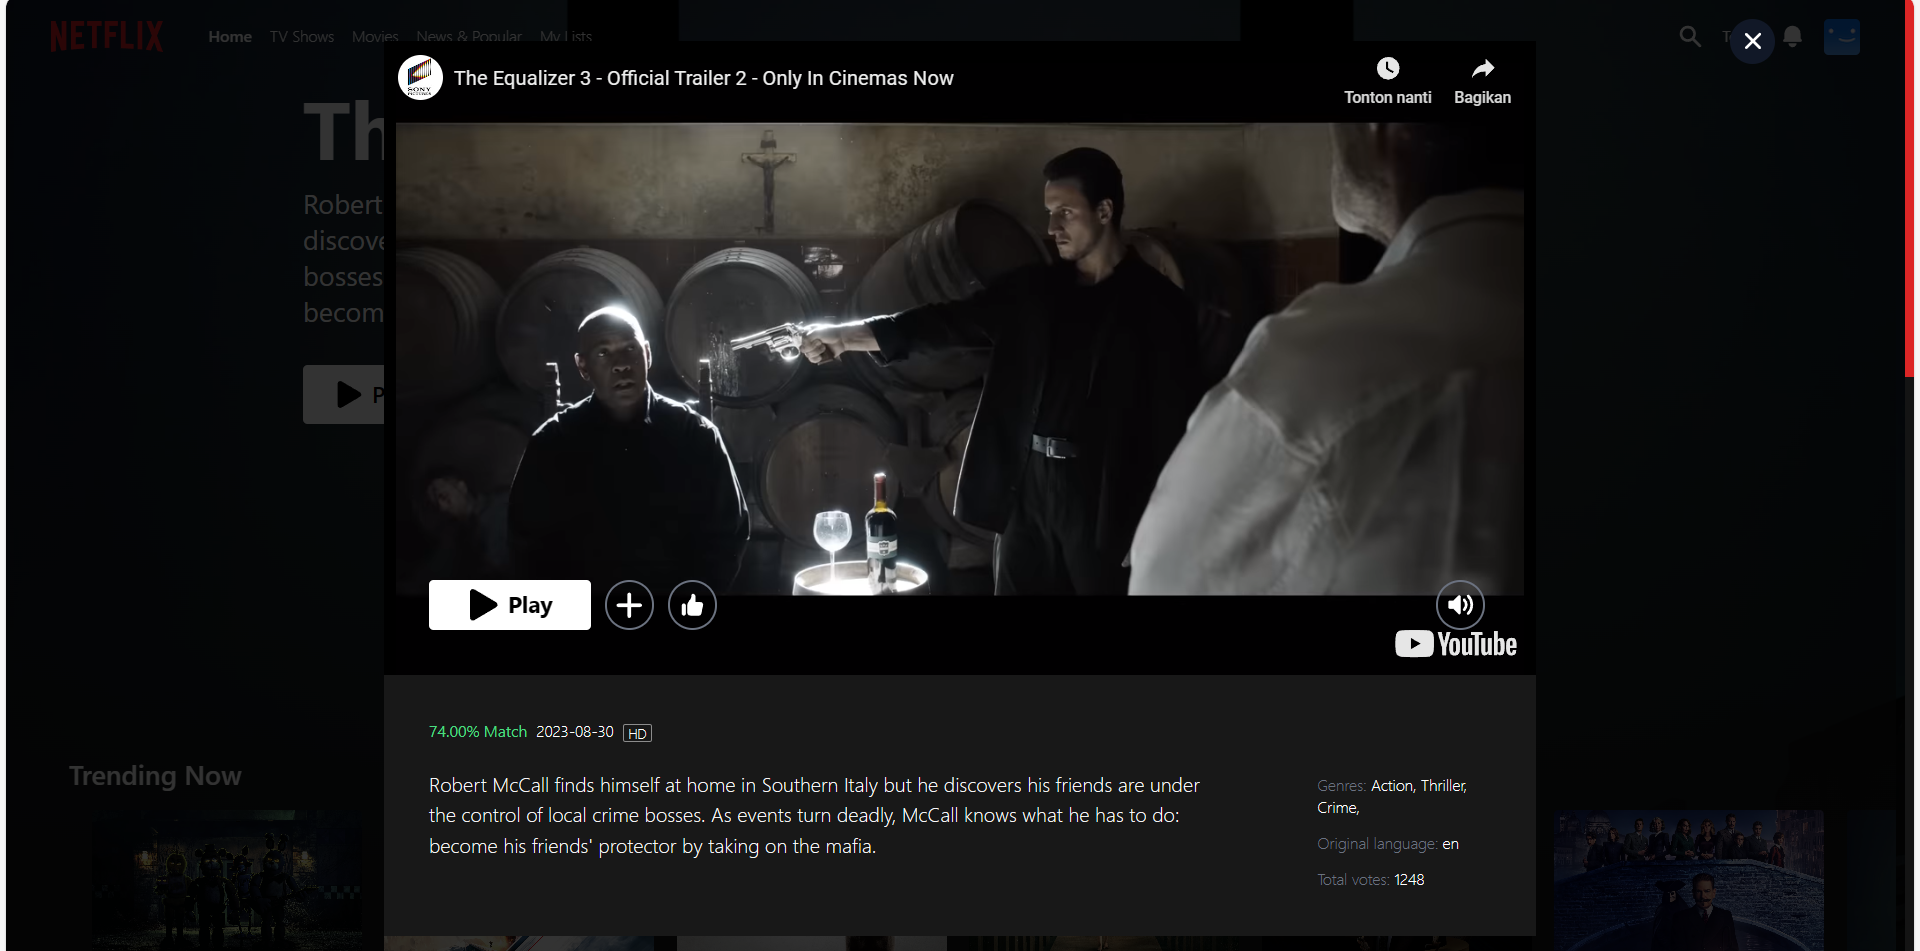 NETFLIX
Home TV Shows Movies News & Popular My Lists
The Equalizer 3 - Official Trailer 2 - Only In Cinemas Now
SONY
PICTURES
Tonton nanti
Bagikan
Th
Robert
discove
bosses
becom
P
Play
YouTube
74.00% Match 2023-08-30 HD
Robert McCall finds himself at home in Southern Italy but he discovers his friends are under
the control of local crime bosses. As events turn deadly, McCall knows what he has to do:
become his friends' protector by taking on the mafia.
Genres: Action, Thriller,
Crime,
Original language: en
Total votes: 1248
Trending Now